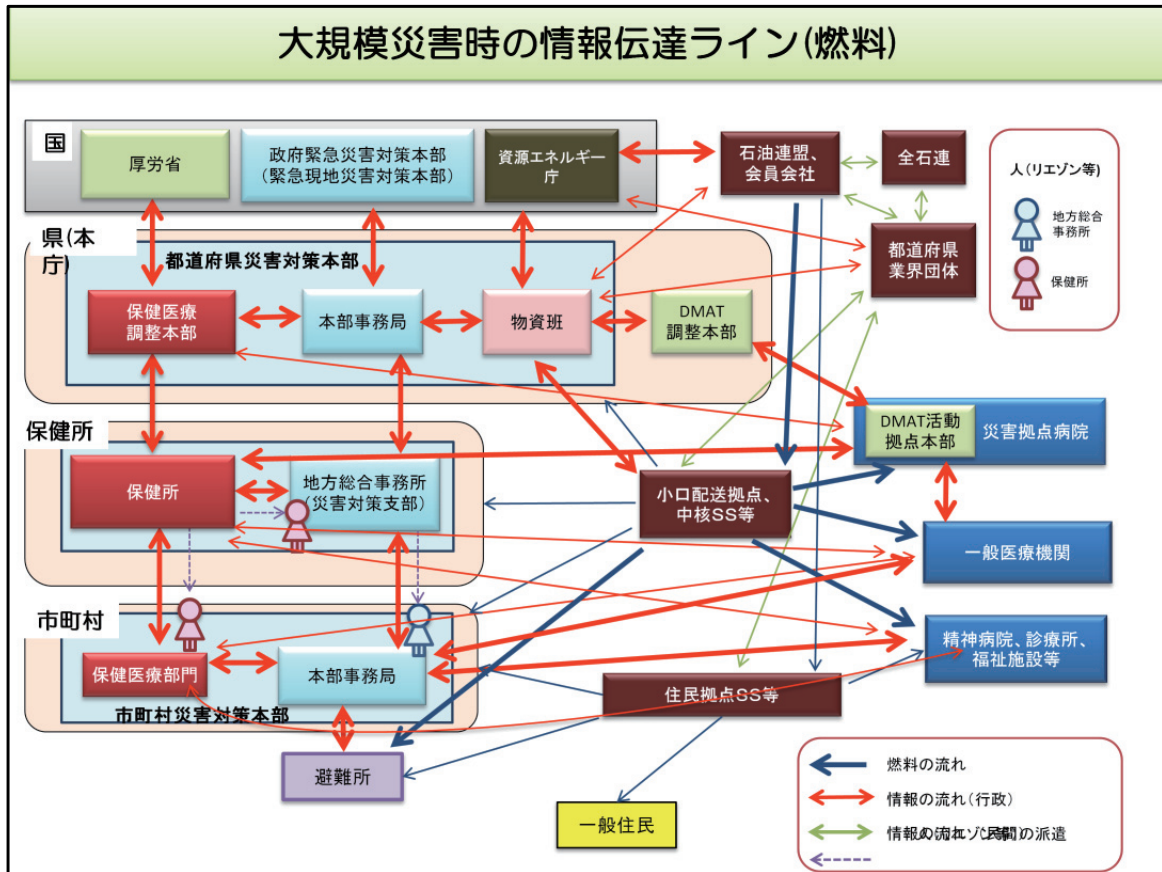 大規模災害時の情報伝達ライン(燃料)
国
厚労省
政府緊急災害対策本部
(緊急現地災害対策本部)
資源エネルギー
庁
石油連盟、
会員会社
全石連
人(リエゾン等)
地方総合
事務所
保健所
県(本
庁)
都道府県災害対策本部
都道府県
業界団体
保健医療
調整本部
本部事務局
物資班
DMAT
調整本部
DMAT活動
拠点本部
災害拠点病院
保健所
保健所
地方総合事務所
(災害対策支部)
小口配送拠点、
中核SS等
一般医療機関
市町村
保健医療部門
本部事務局
市町村災害対策本部
精神病院、診療所、
福祉施設等
住民拠点SS等
避難所
一般住民
燃料の流れ
情報の流れ(行政)
の派遣